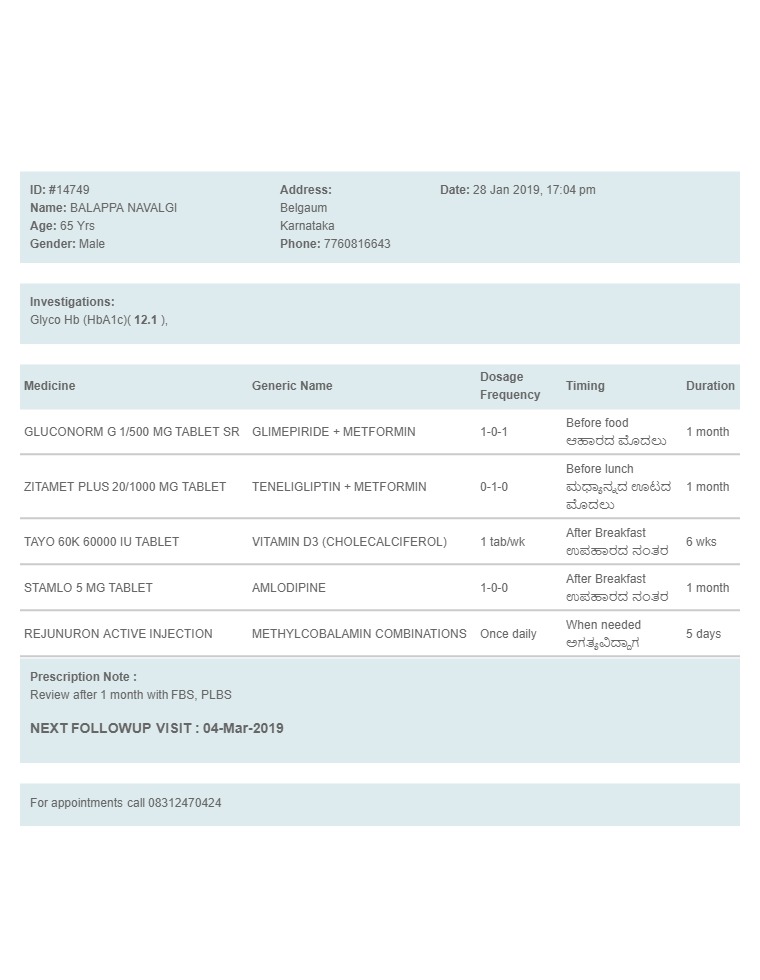 ID: #14749
Name: BALAPPA NAVALGI
Age: 65 Yrs
Gender: Male
Address:
Belgaum
Karnataka
Phone: 7760816643
Date: 28 Jan 2019, 17:04 pm
Investigations:
Glyco Hb (HbA1c)( 12.1 ),
Medicine Generic Name Dosage Frequency Timing Duration
GLUCONORM G 1/500 MG TABLET SR GLIMEPIRIDE + METFORMIN 1-0-1 Before food 1 month
ಆಹಾರದ ಮೊದಲು
ZITAMET PLUS 20/1000 MG TABLET TENELIGLIPTIN + METFORMIN 0-1-0 Before lunch 1 month
ಮಧ್ಯಾನ್ನದ ಊಟದ
ಮೊದಲು
TAYO 60K 60000 IU TABLET VITAMIN D3 (CHOLECALCIFEROL) 1 tab/wk After Breakfast 6 wks
ಉಪಹಾರದ ನಂತರ
STAMLO 5 MG TABLET AMLODIPINE 1-0-0 After Breakfast 1 month
ಉಪಹಾರದ ನಂತರ
REJUNURON ACTIVE INJECTION METHYLCOBALAMIN COMBINATIONS Once daily When needed 5 days
ಅಗತ್ಯವಿದ್ದಾಗ
Prescription Note :
Review after 1 month with FBS, PLBS
NEXT FOLLOWUP VISIT : 04-Mar-2019
For appointments call 08312470424